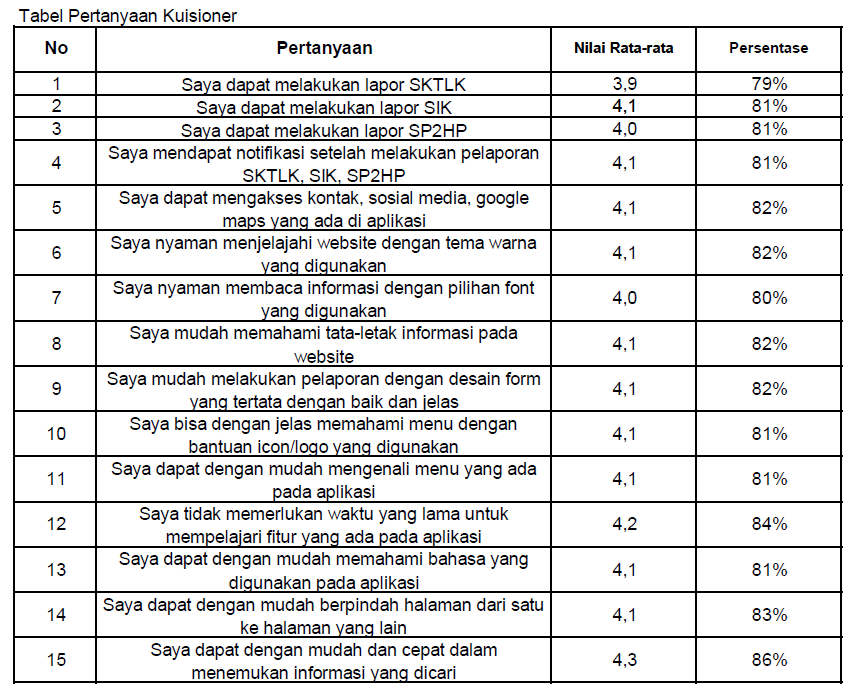 Tabel Pertanyaan Kuisioner
No Pertanyaan Nilai Rata-rata Persentase
1 Saya dapat melakukan lapor SKTLK 3,9 79%
2 Saya dapat melakukan lapor SIK 4,1 81%
3 Saya dapat melakukan lapor SP2HP 4,0 81%
4 Saya mendapat notifikasi setelah melakukan pelaporan
SKTLK, SIK, SP2HP 4,1 81%
5 Saya dapat mengakses kontak, sosial media, google
maps yang ada di aplikasi 4,1 82%
6 Saya nyaman menjelajahi website dengan tema warna
yang digunakan 4,1 82%
7 Saya nyaman membaca informasi dengan pilihan font
yang digunakan 4,0 80%
8 Saya mudah memahami tata-letak informasi pada
website 4,1 82%
9 Saya mudah melakukan pelaporan dengan desain form
yang tertata dengan baik dan jelas 4,1 82%
10 Saya bisa dengan jelas memahami menu dengan
bantuan icon/logo yang digunakan 4,1 81%
11 Saya dapat dengan mudah mengenali menu yang ada
pada aplikasi 4,1 81%
12 Saya tidak memerlukan waktu yang lama untuk
mempelajari fitur yang ada pada aplikasi 4,2 84%
13 Saya dapat dengan mudah memahami bahasa yang
digunakan pada aplikasi 4,1 81%
14 Saya dapat dengan mudah berpindah halaman dari satu
ke halaman yang lain 4,1 83%
15 Saya dapat dengan mudah dan cepat dalam
menemukan informasi yang dicari 4,3 86%